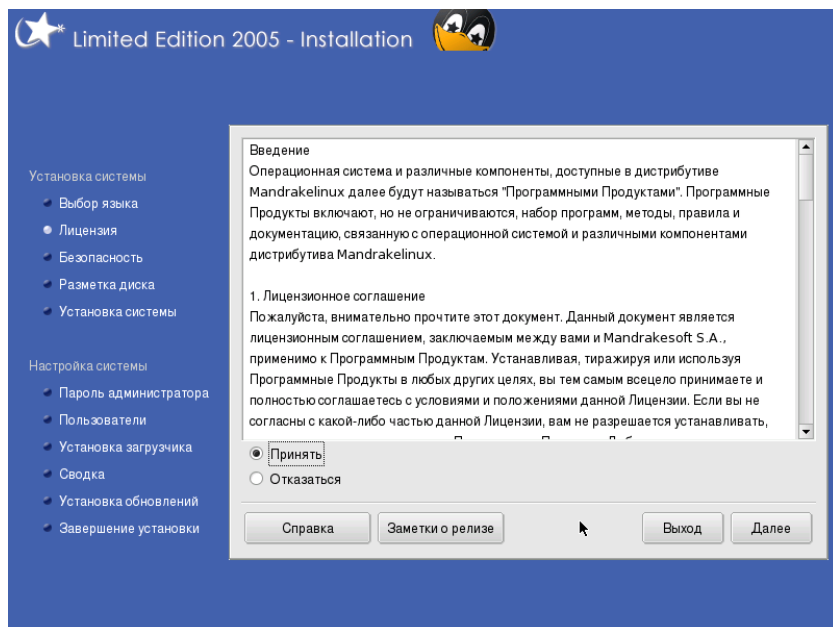 Limited Edition 2005 - Installation
Установка системы
Выбор языка
Лицензия
Безопасность
Разметка диска
Установка системы
Настройка системы
Пароль администратора
Пользователи
Установка загрузчика
Сводка
Установка обновлений
Завершение установки
Введение
Операционная система и различные компоненты, доступные в дистрибутиве
Mandrakelinux далее будут называться "Программными Продуктами". Программные
Продукты включают, но не ограничиваются, набор программ, методы, правила и
документацию, связанную с операционной системой и различными компонентами
дистрибутива Mandrakelinux.
1. Лицензионное соглашение
Пожалуйста, внимательно прочтите этот документ. Данный документ является
лицензионным соглашением, заключаемым между вами и Mandrakesoft S.A.,
применимо к Программным Продуктам. Устанавливая, тиражируя или используя
Программные Продукты в любых других целях, вы тем самым всецело принимаете и
полностью соглашаетесь с условиями и положениями данной Лицензии. Если вы не
согласны с какой-либо частью данной Лицензии, вам не разрешается устанавливать,
Принять
Отказаться
Справка
Заметки о релизе
Выход
Далее